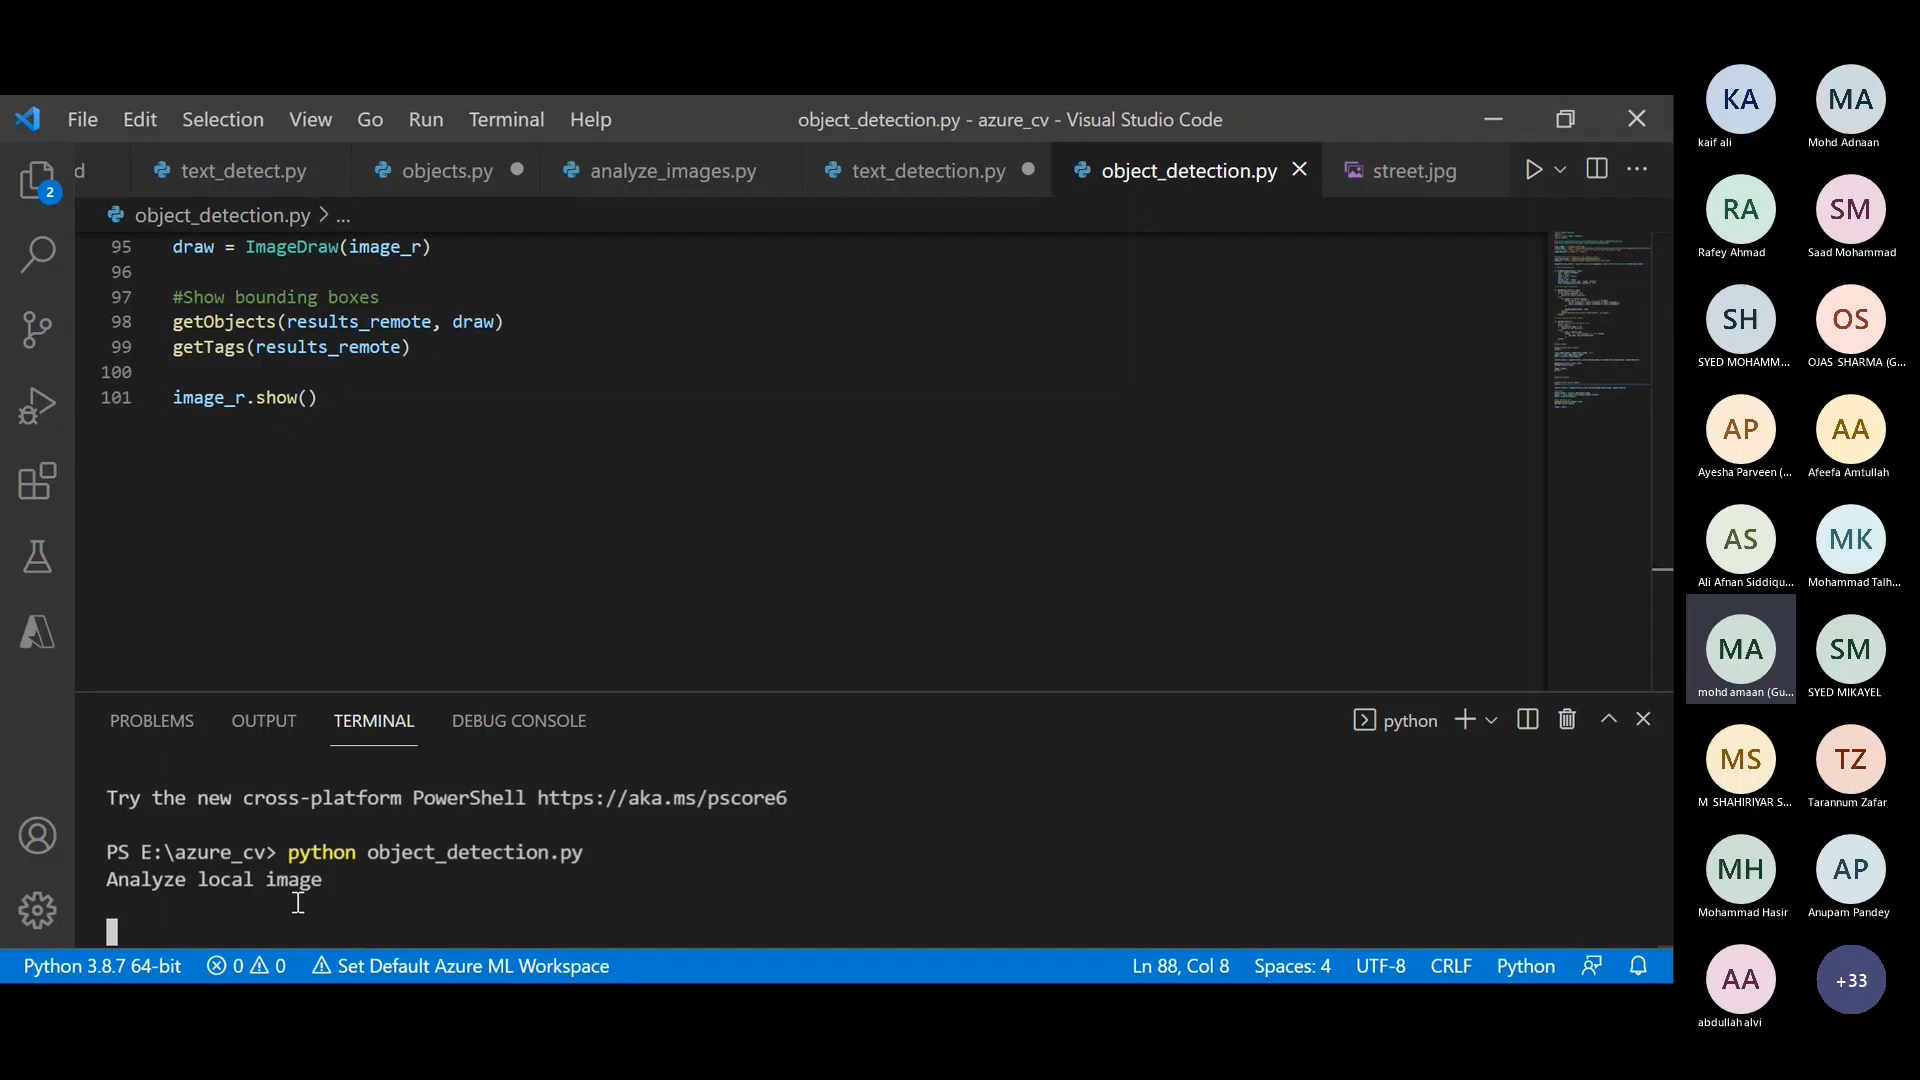 File Edit Selection View Go Run Terminal Help
object_detection.py - azure_cv - Visual Studio Code
2
d
text_detect.py
objects.py
analyze_images.py
text_detection.py
object_detection.py
street.jpg
object_detection.py > ...
95 draw = ImageDraw(image_r)
96
97 #Show bounding boxes
98 getObjects(results_remote, draw)
99 getTags(results_remote)
100
101 image_r.show()
PROBLEMS OUTPUT TERMINAL DEBUG CONSOLE
python
Try the new cross-platform PowerShell https://aka.ms/pscore6
PS E:\azure_cv> python object_detection.py
Analyze local image
Python 3.8.7 64-bit 0 0 Set Default Azure ML Workspace
Ln 88, Col 8 Spaces: 4 UTF-8 CRLF Python
KA MA
kaif ali Mohd Adnaan
RA SM
Rafey Ahmad Saad Mohammad
SH OS
SYED MOHAMM... OJAS SHARMA (G...
AP AA
Ayesha Parveen (... Afeefa Amtullah
AS MK
Ali Afnan Siddiqu... Mohammad Talh...
MA SM
mohd amaan (Gu... SYED MIKAYEL
MS TZ
M SHAHIRIYAR S... Tarannum Zafar
MH AP
Mohammad Hasir Anupam Pandey
AA +33
abdullah alvi